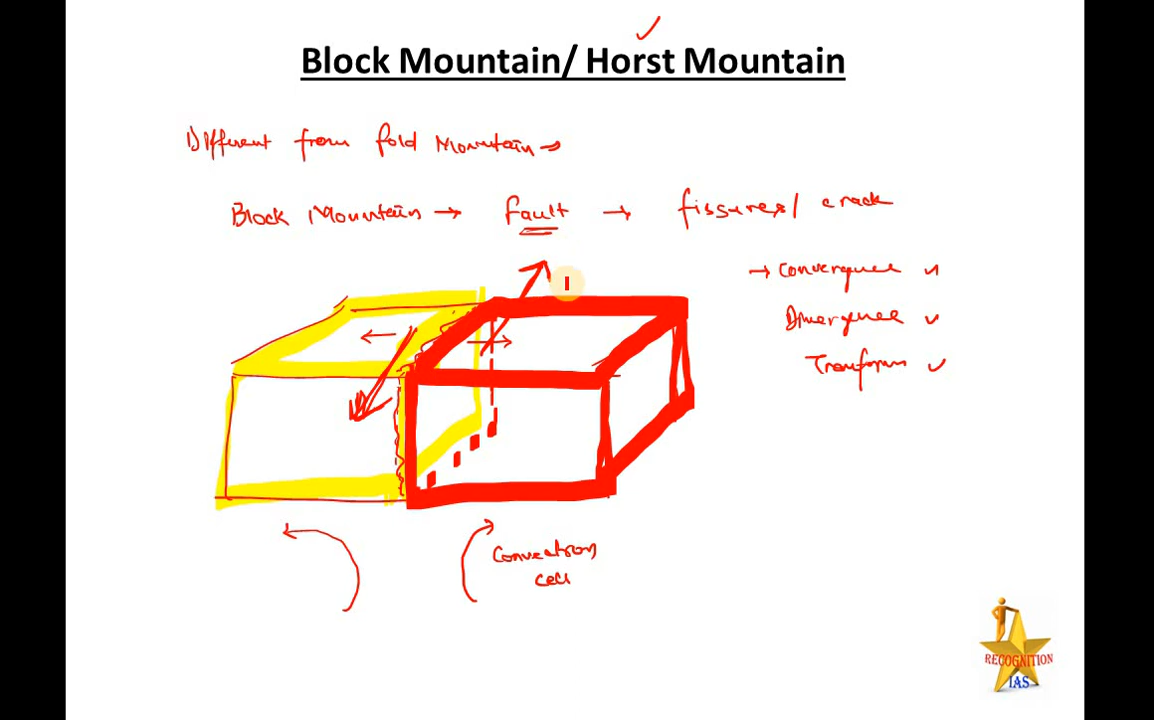 Block Mountain/ Horst Mountain
Different from fold Mountain
Block Mountain → fault → fissures/ crack
→ Convergence ✓
Divergence ✓
Transform ✓
Convection
cell
RECOGNITION
IAS